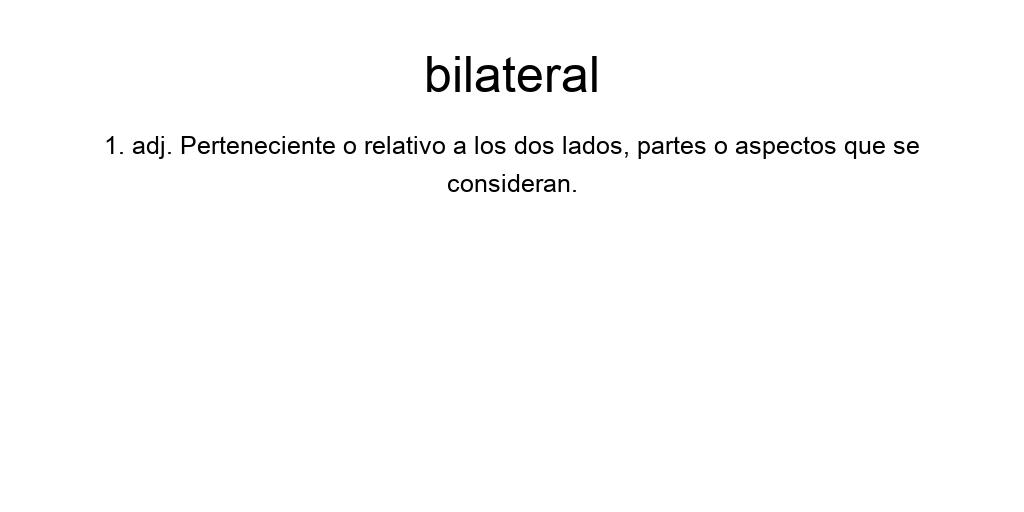 bilateral
1. adj. Perteneciente o relativo a los dos lados, partes o aspectos que se
consideran.